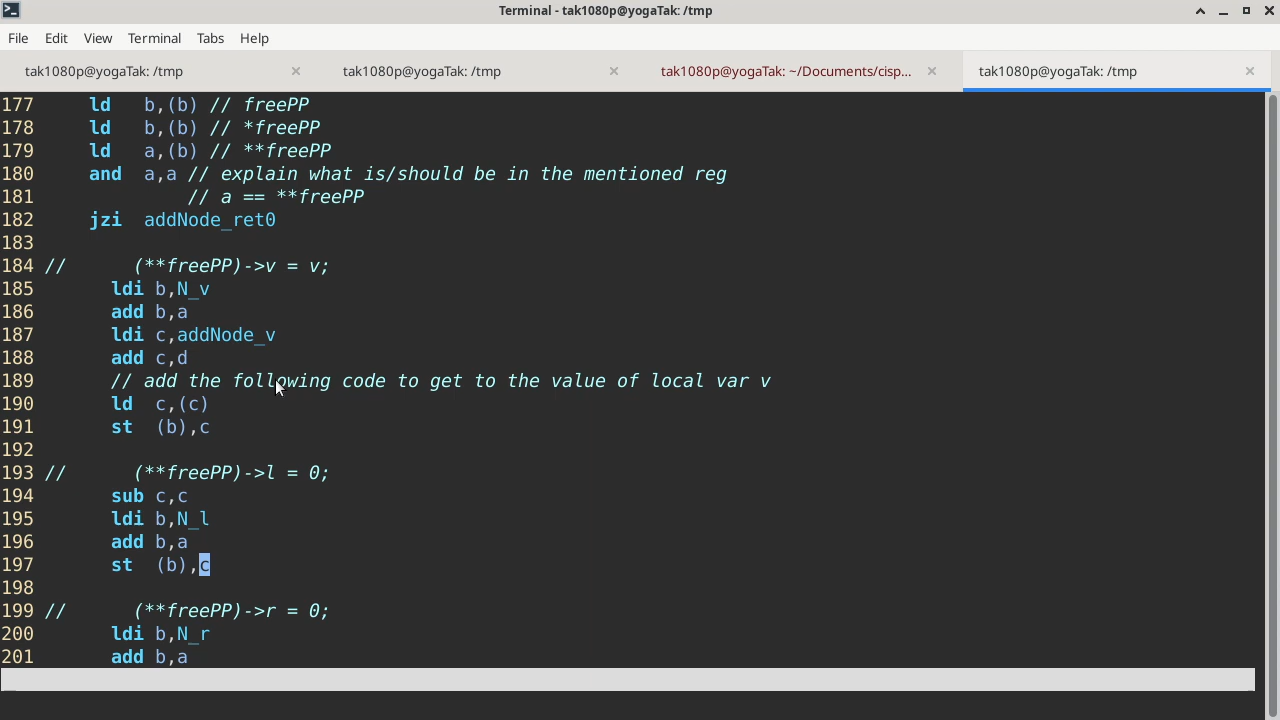 Terminal - tak1080p@yogaTak: /tmp
File Edit View Terminal Tabs Help
tak1080p@yogaTak: /tmp tak1080p@yogaTak: /tmp tak1080p@yogaTak: ~/Documents/cisp... tak1080p@yogaTak: /tmp
177     ld   b,(b) // freePP
178     ld   b,(b) // *freePP
179     ld   a,(b) // **freePP
180     and  a,a // explain what is/should be in the mentioned reg
181              // a == **freePP
182     jzi  addNode_ret0
183
184 //      (**freePP)->v = v;
185       ldi b,N_v
186       add b,a
187       ldi c,addNode_v
188       add c,d
189       // add the following code to get to the value of local var v
190       ld  c,(c)
191       st  (b),c
192
193 //      (**freePP)->l = 0;
194       sub c,c
195       ldi b,N_l
196       add b,a
197       st  (b),c
198
199 //      (**freePP)->r = 0;
200       ldi b,N_r
201       add b,a